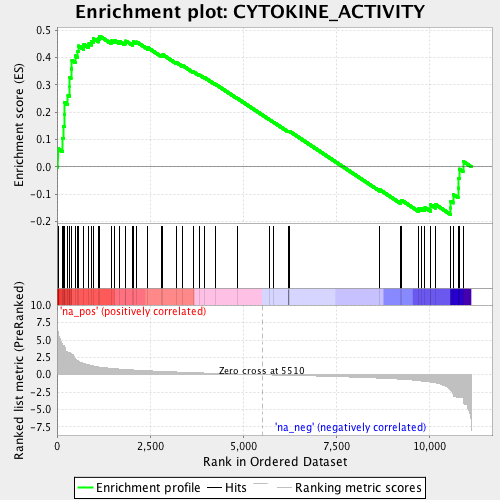 Enrichment plot: CYTOKINE_ACTIVITY
Enrichment score (ES)
0.5
0.4
0.3
0.2
0.1
0.0
-0.1
-0.2
'na_pos' (positively correlated)
Ranked list metric (PreRanked)
10.0
7.5
5.0
2.5
0.0
-2.5
-5.0
-7.5
Zero cross at 5510
'na_neg' (negatively correlated)
0
2,500
5,000
7,500
10,000
Rank in Ordered Dataset
Enrichment profile
Hits
Ranking metric scores